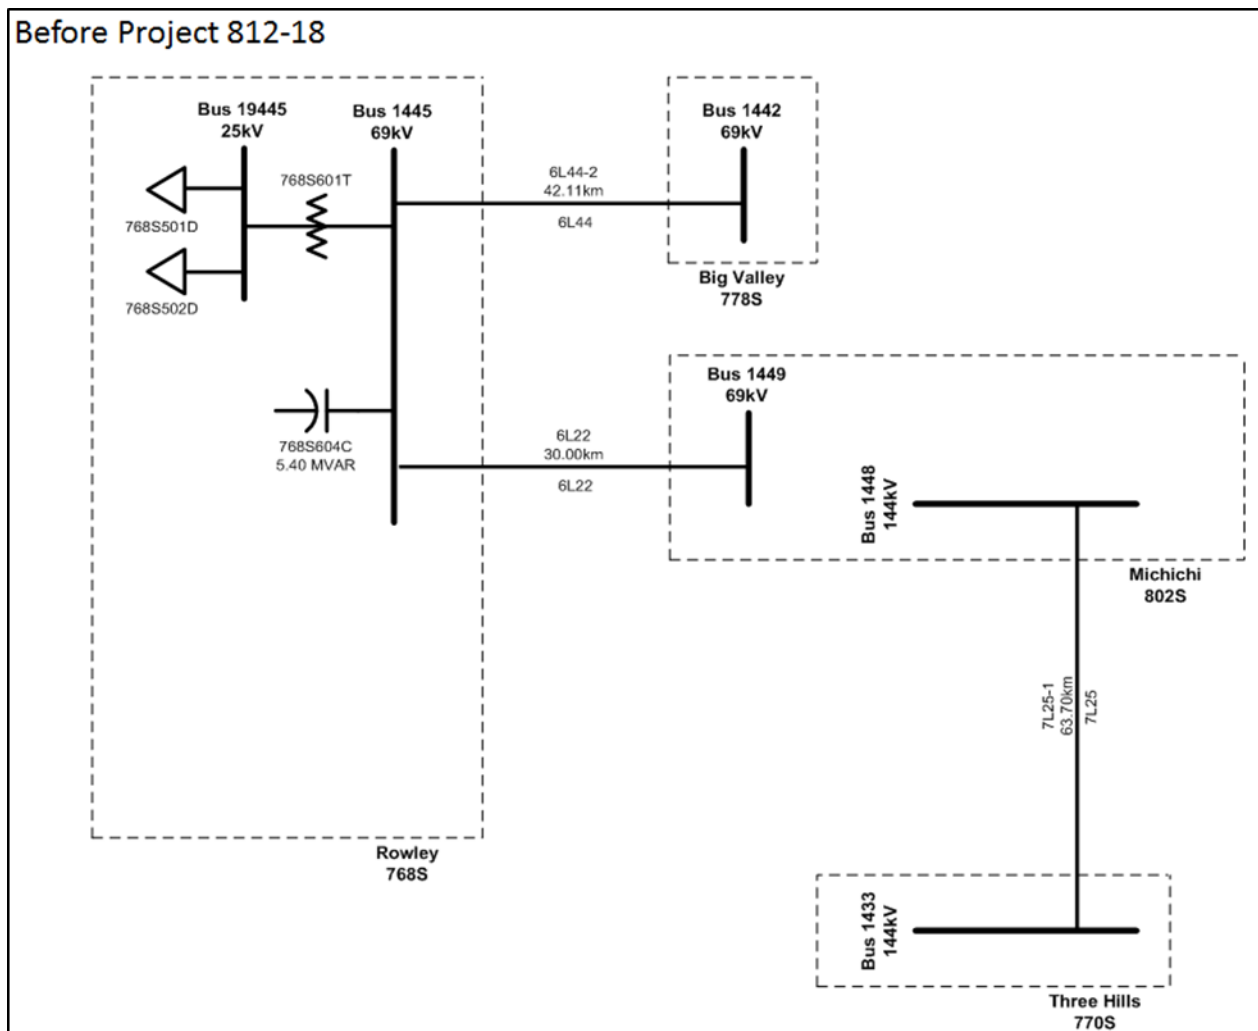 Before Project 812-18
Bus 19445
25kV
Bus 1445
69kV
Bus 1442
69kV
768S601T
6L44-2
42.11km
6L44
768S501D
768S502D
Big Valley
778S
Bus 1449
69kV
768S604C
5.40 MVAR
6L22
30.00km
6L22
Bus 1448
144kV
Michichi
802S
7L25-1
63.70km
7L25
Rowley
768S
Bus 1433
144kV
Three Hills
770S